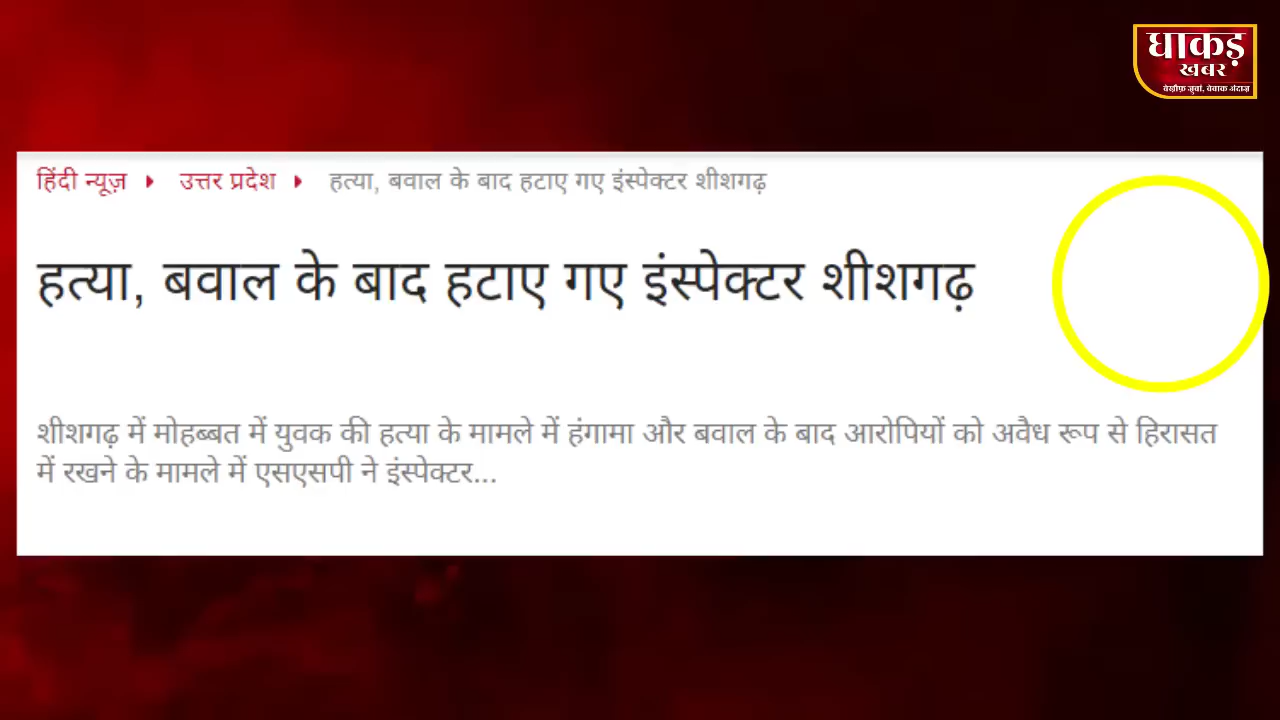 धाकड़
खबर
बेख़ौफ़ जुबां, बेबाक अंदाज़
हिंदी न्यूज़ उत्तर प्रदेश हत्या, बवाल के बाद हटाए गए इंस्पेक्टर शीशगढ़
हत्या, बवाल के बाद हटाए गए इंस्पेक्टर शीशगढ़
शीशगढ़ में मोहब्बत में युवक की हत्या के मामले में हंगामा और बवाल के बाद आरोपियों को अवैध रूप से हिरासत
में रखने के मामले में एसएसपी ने इंस्पेक्टर...